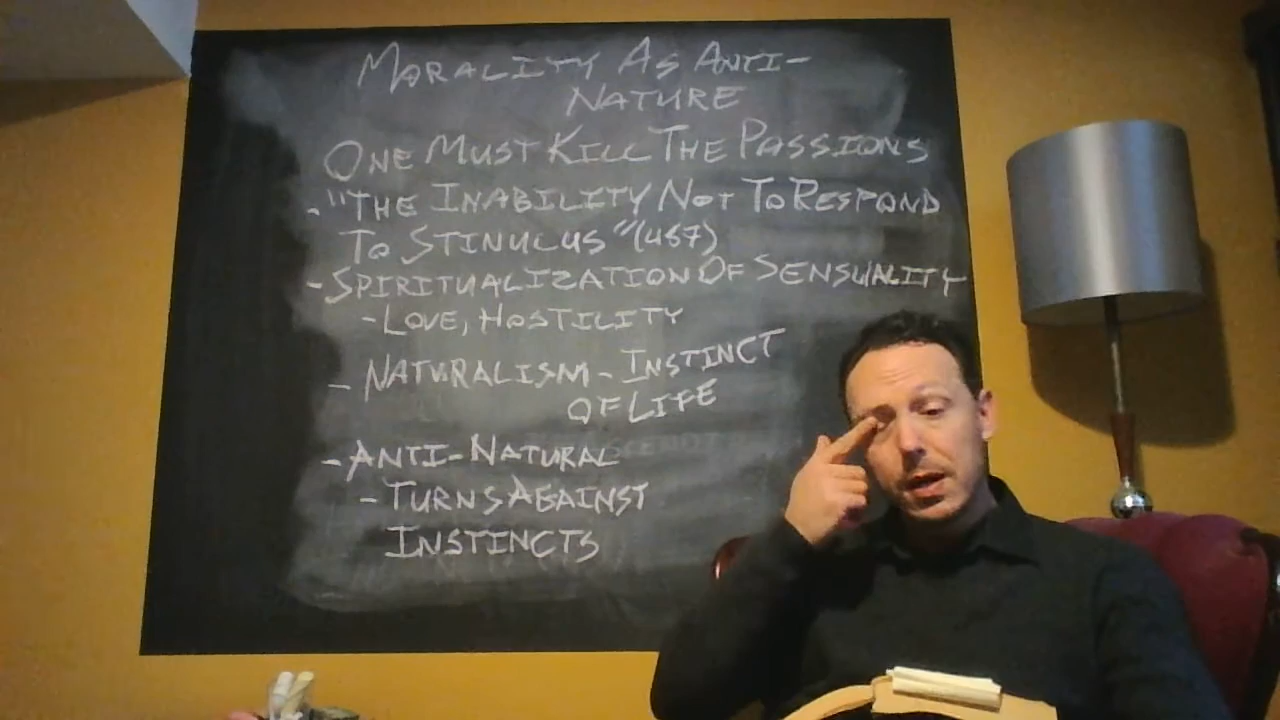 MORALITY AS ANTI-
NATURE
ONE MUST KILL THE PASSIONS
- "THE INABILITY NOT TO RESPOND
TO STINULUS" (487)
- SPIRITUALIZATION OF SENSUALITY
- LOVE, HOSTILITY
- NATURALISM - INSTINCT
OF LIFE
- ANTI-NATURAL
- TURNS AGAINST
INSTINCTS